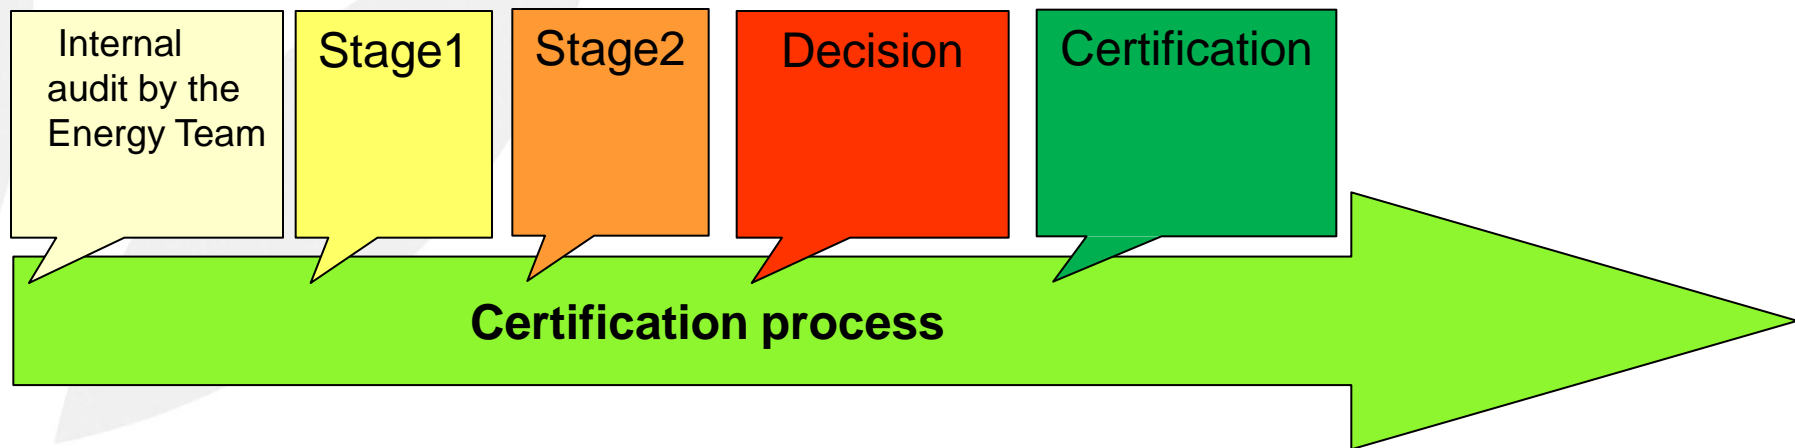 Internal
audit by the
Energy Team
Stage1
Stage2
Decision
Certification
Certification process